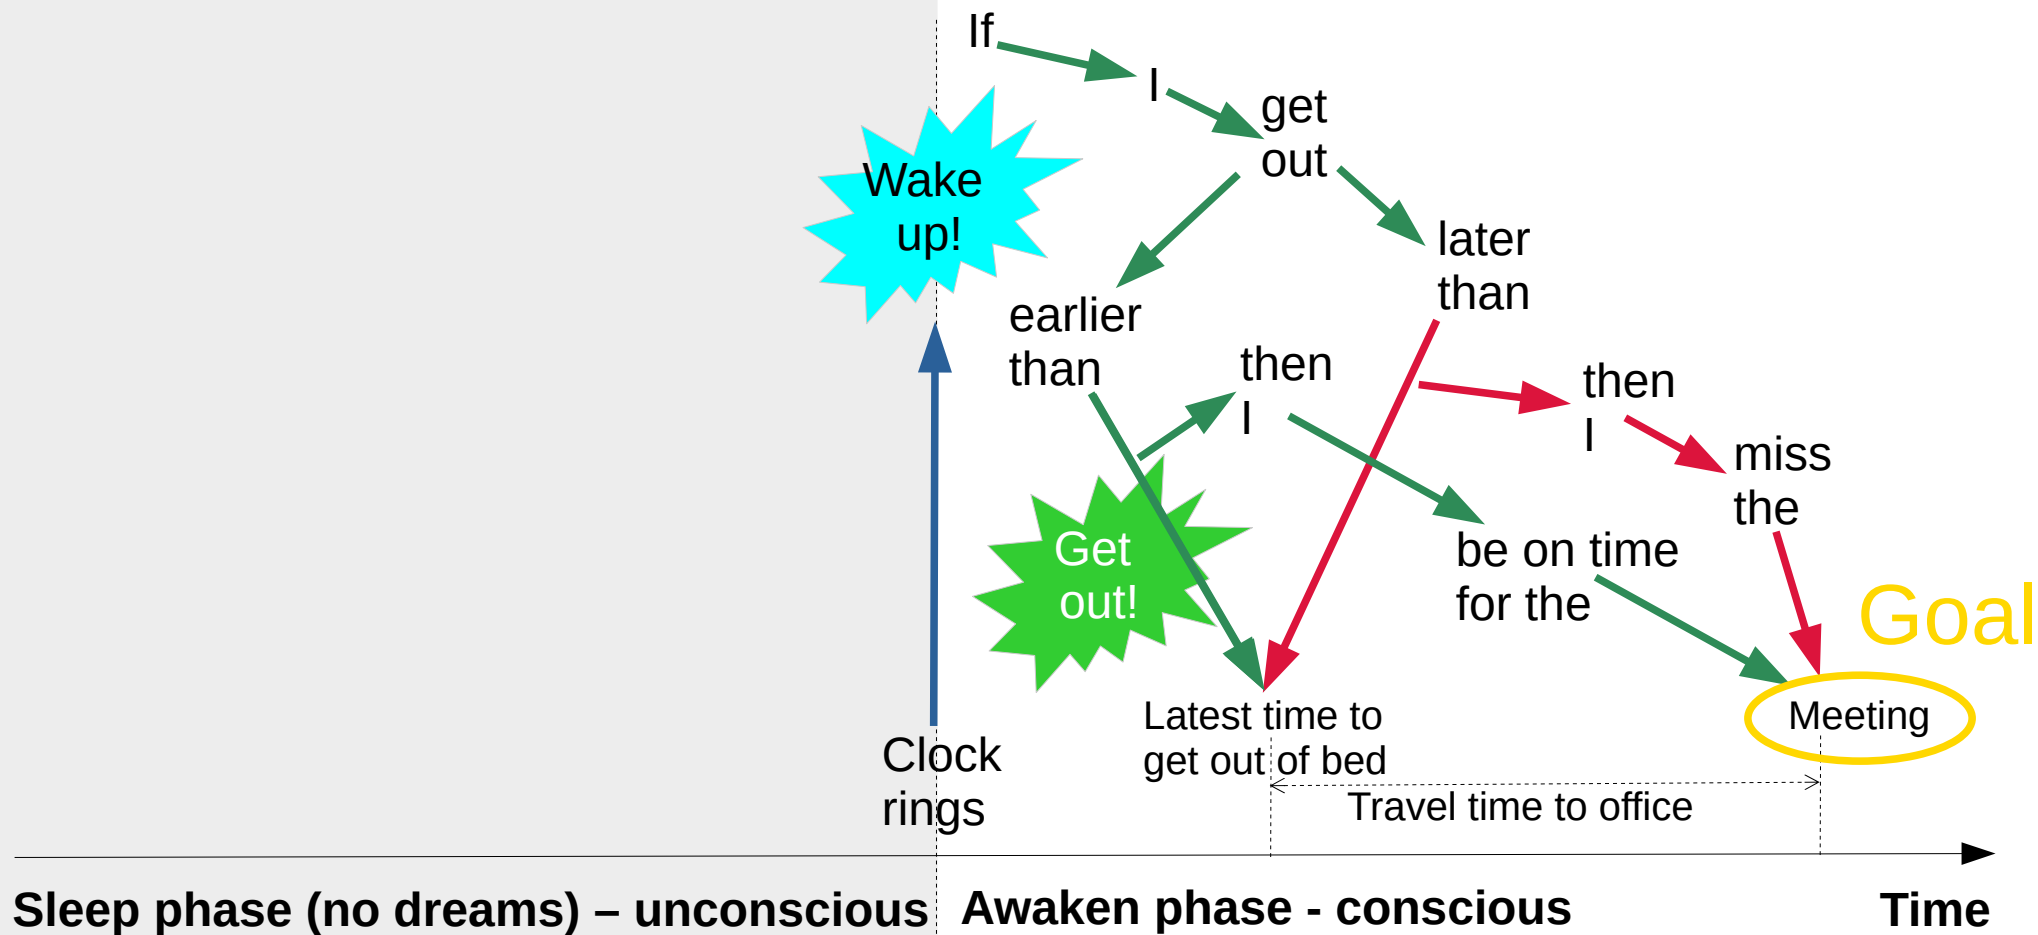 If
I
get
out
Wake
up!
later
than
earlier
than
then
I
then
I
miss
the
Get
out!
be on time
for the
Goal
Latest time to
get out of bed
Meeting
Clock
rings
Travel time to office
Sleep phase (no dreams) – unconscious
Awaken phase - conscious
Time